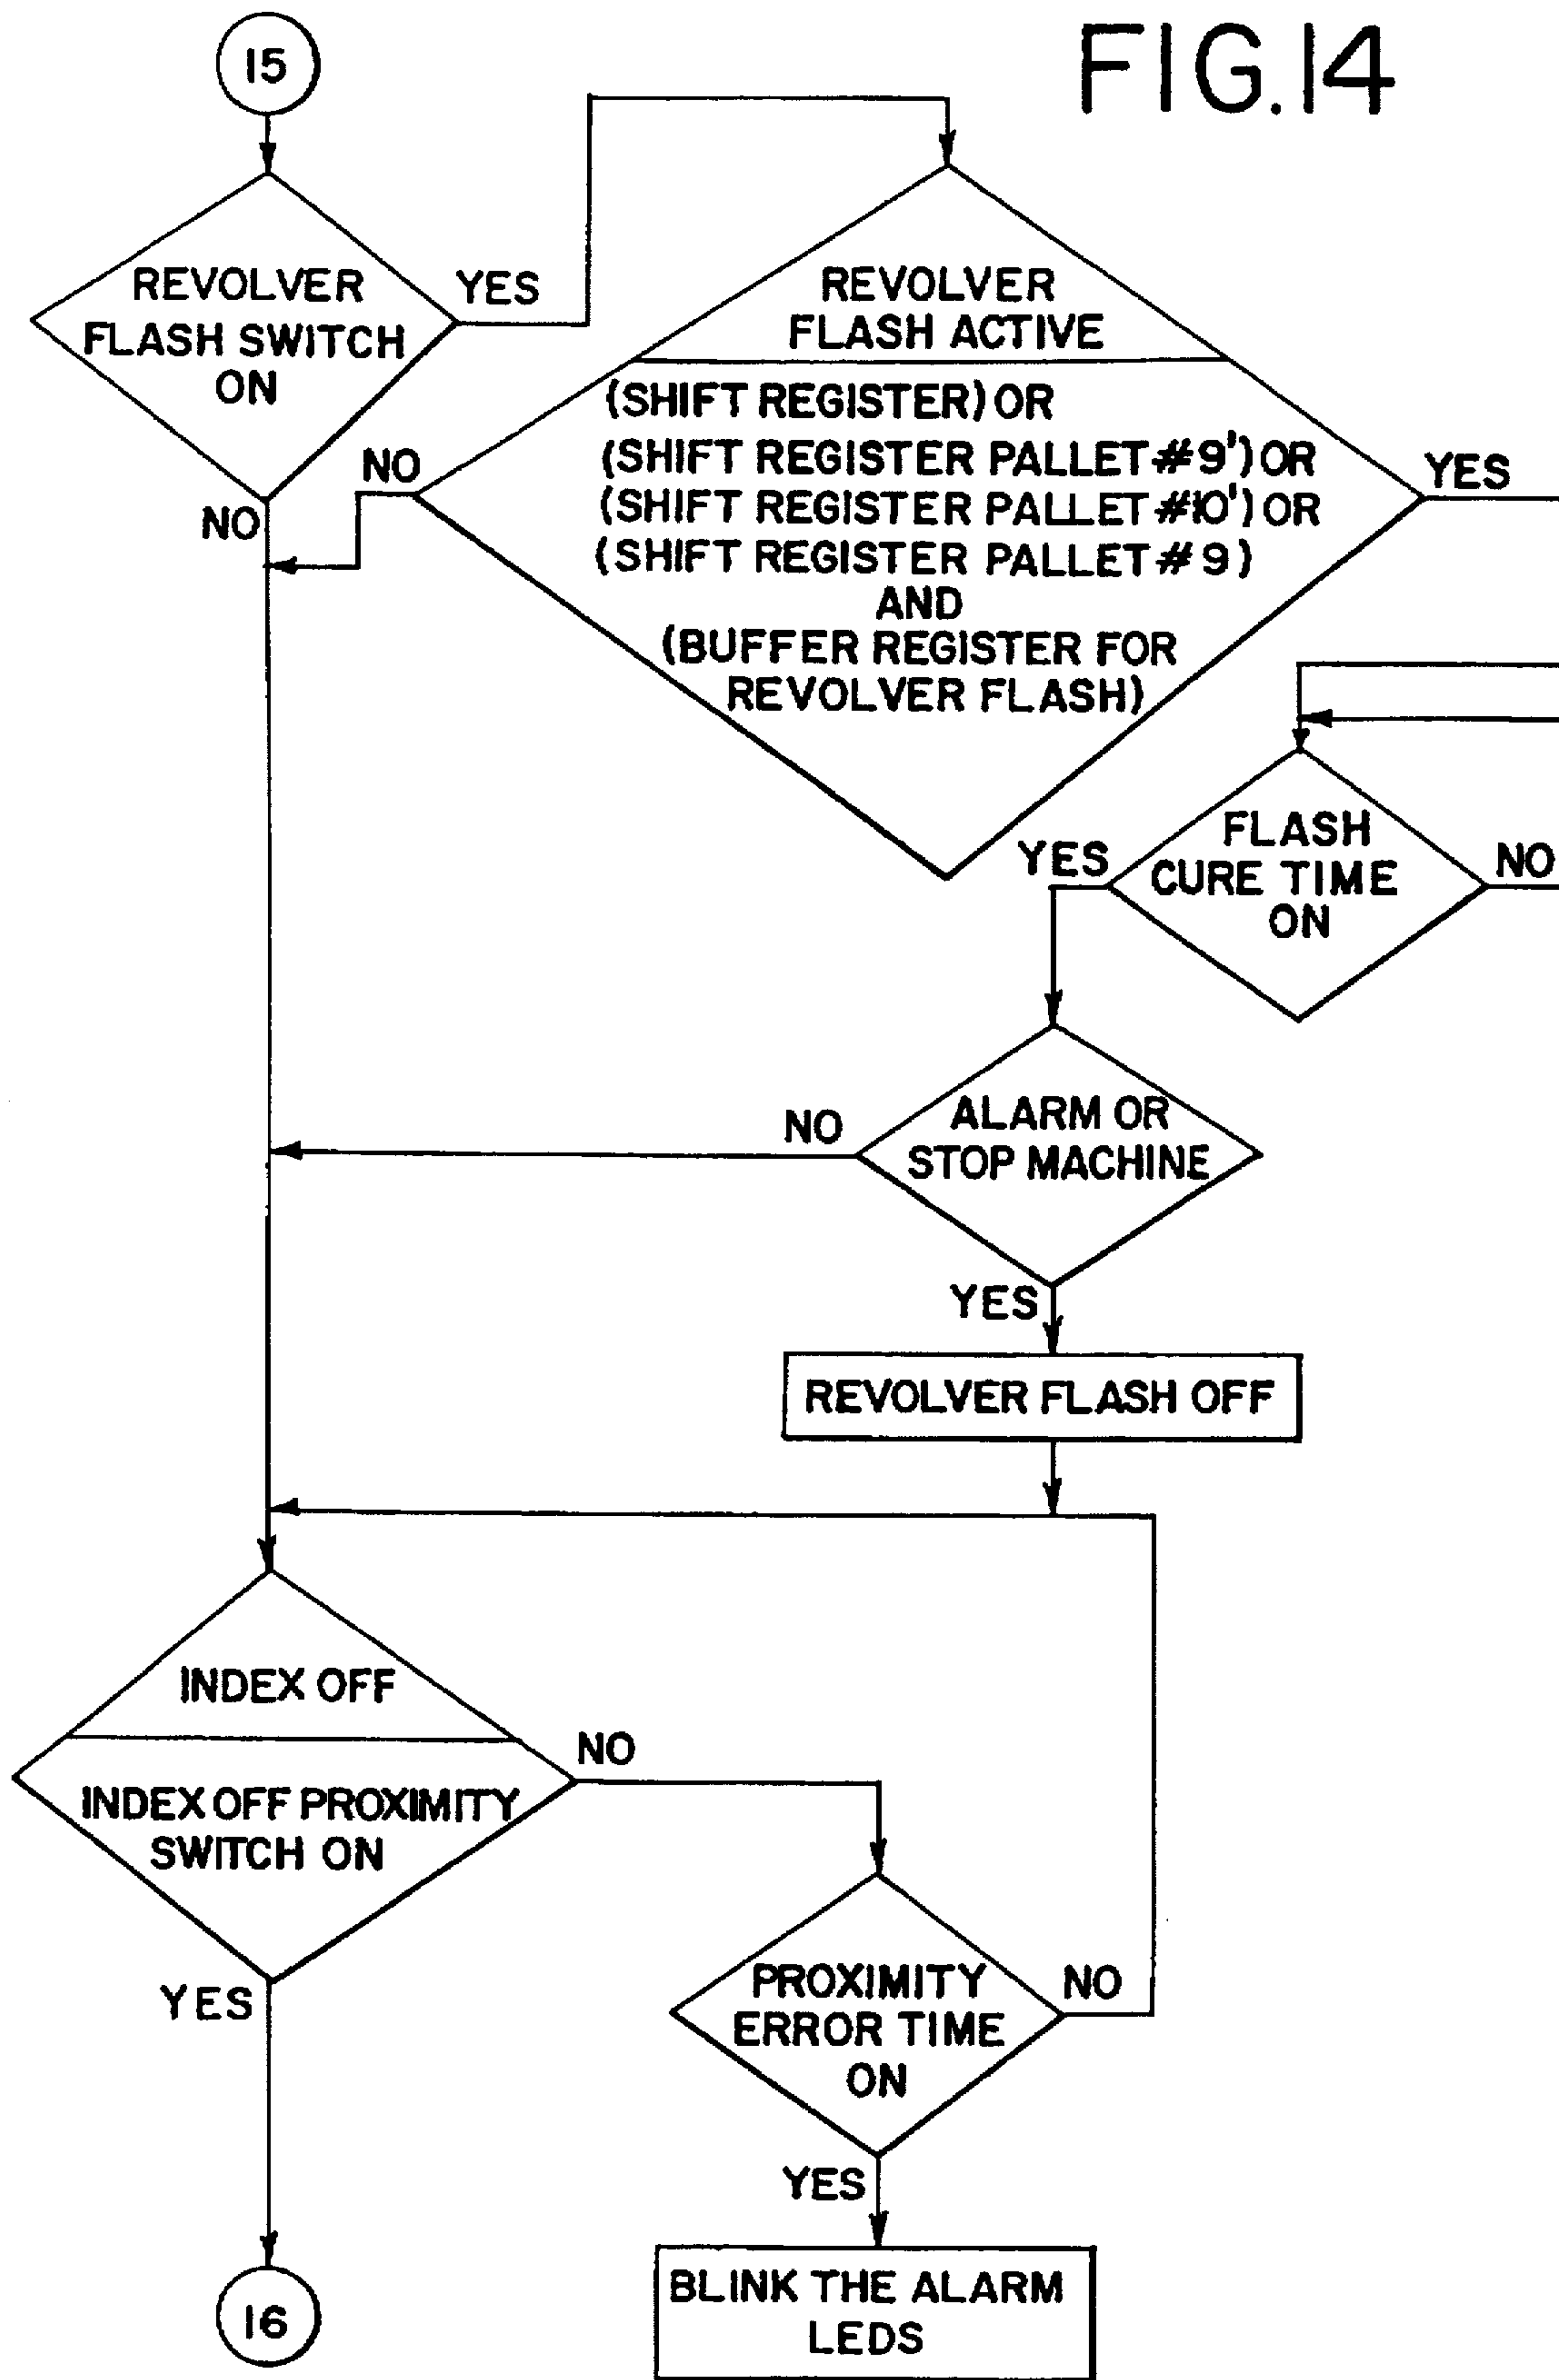 FIG.14
15
REVOLVER
FLASH SWITCH
ON
YES
NO
REVOLVER
FLASH ACTIVE
(SHIFT REGISTER) OR
(SHIFT REGISTER PALLET #9') OR
(SHIFT REGISTER PALLET #10') OR
(SHIFT REGISTER PALLET #9)
AND
(BUFFER REGISTER FOR
REVOLVER FLASH)
NO
YES
FLASH
CURE TIME
ON
YES
NO
ALARM OR
STOP MACHINE
NO
YES
REVOLVER FLASH OFF
INDEX OFF
INDEX OFF PROXIMITY
SWITCH ON
NO
YES
PROXIMITY
ERROR TIME
ON
NO
YES
BLINK THE ALARM
LEDS
16